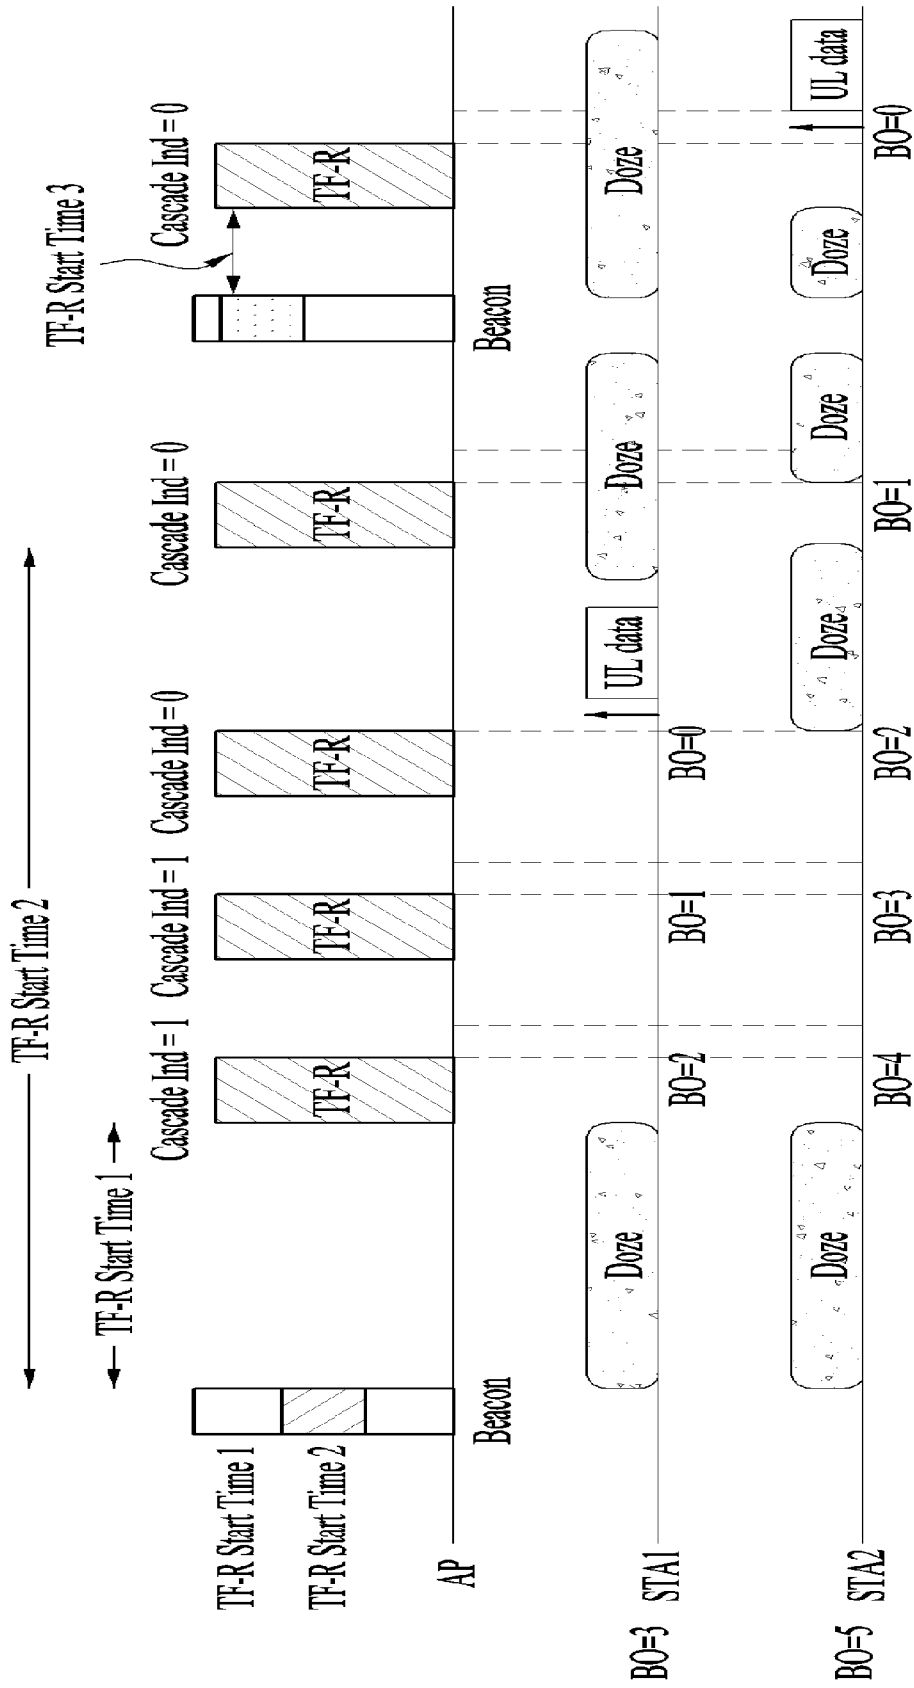 TF-R Start Time 2
TF-R Start Time 1
TF-R Start Time 3
Cascade Ind = 1
Cascade Ind = 1
Cascade Ind = 0
Cascade Ind = 0
Cascade Ind = 0
TF-R Start Time 1
TF-R Start Time 2
TF-R
TF-R
TF-R
TF-R
TF-R
AP
Beacon
Beacon
Doze
UL data
Doze
Doze
BO=3 STA1
BO=2
BO=1
BO=0
Doze
Doze
Doze
Doze
UL data
BO=5 STA2
BO=4
BO=3
BO=2
BO=1
BO=0